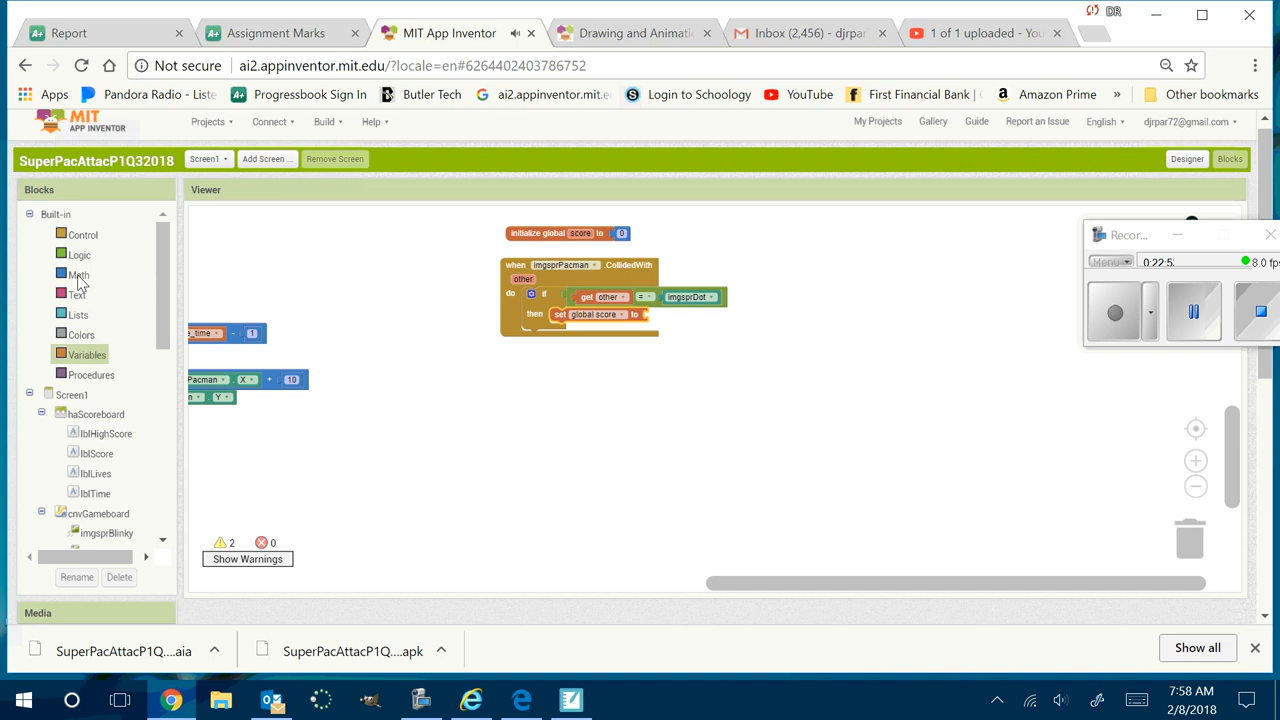 DR
Report
Assignment Marks
MIT App Inventor
Drawing and Animati
Inbox (2,456) - djrpar
1 of 1 uploaded - You
Not secure
ai2.appinventor.mit.edu/?locale=en#6264402403786752
Apps
Pandora Radio - Liste
Progressbook Sign In
Butler Tech
ai2.appinventor.mit.e
Login to Schoology
YouTube
First Financial Bank
Amazon Prime
»
Other bookmarks
MIT
APP INVENTOR
Projects
Connect
Build
Help
My Projects
Gallery
Guide
Report an Issue
English
djrpar72@gmail.com
SuperPacAttacP1Q32018
Screen1
Add Screen ...
Remove Screen
Designer
Blocks
Blocks
Viewer
Built-in
Control
Logic
Math
Text
Lists
Colors
Variables
Procedures
Screen1
haScoreboard
lblHighScore
lblScore
lblLives
lblTime
cnvGameboard
imgsprBlinky
Rename
Delete
Media
initialize global score to 0
when imgsprPacman .CollidedWith
other
do if get other = imgsprDot
then set global score to
e_time - 1
Pacman . X + 10
n . Y
2
0
Show Warnings
Recor...
Menu
0:22:5
8.0 fp
SuperPacAttacP1Q....aia
SuperPacAttacP1Q....apk
Show all
7:58 AM
2/8/2018